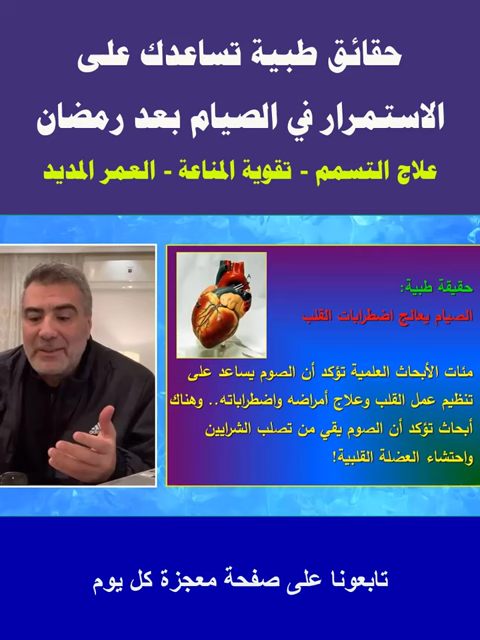 حقائق طبية تساعدك على
الاستمرار في الصيام بعد رمضان
علاج التسمم - تقوية المناعة - العمر المديد
حقيقة طبية:
الصيام يعالج اضطرابات القلب
مئات الأبحاث العلمية تؤكد أن الصوم يساعد على
تنظيم عمل القلب وعلاج أمراضه واضطراباته.. وهناك
أبحاث تؤكد أن الصوم يقي من تصلب الشرايين
واحتشاء العضلة القلبية!
تابعونا على صفحة معجزة كل يوم